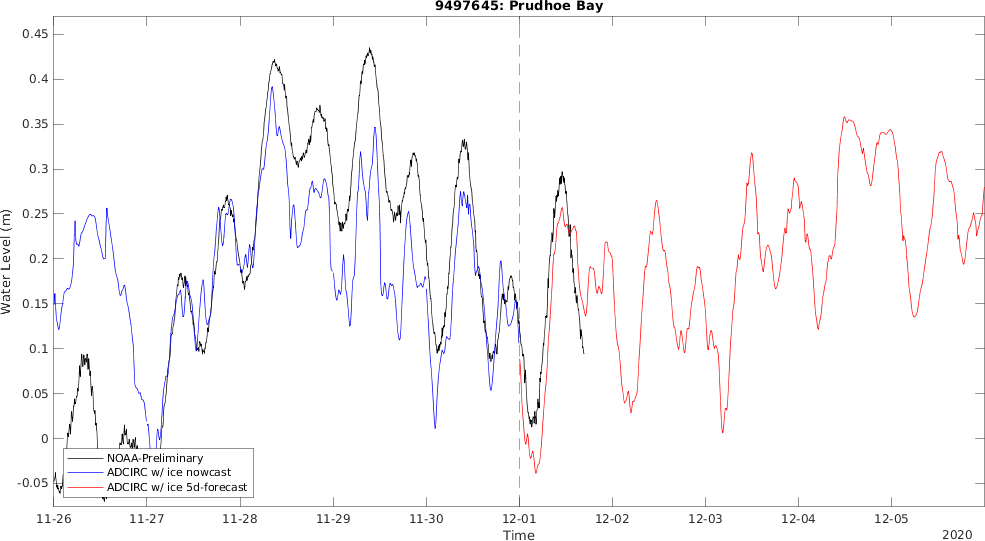 9497645: Prudhoe Bay
Water Level (m)
0.45
0.4
0.35
0.3
0.25
0.2
0.15
0.1
0.05
0
-0.05
NOAA-Preliminary
ADCIRC w/ ice nowcast
ADCIRC w/ ice 5d-forecast
11-26 11-27 11-28 11-29 11-30 12-01 12-02 12-03 12-04 12-05
Time
2020